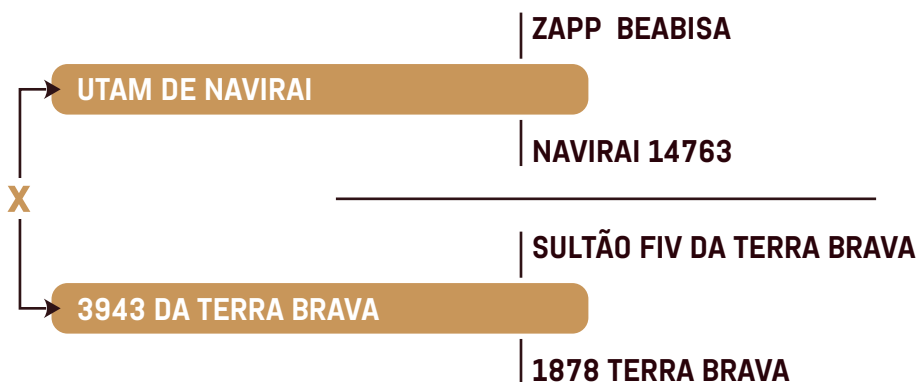 ZAPP BEABISA
UTAM DE NAVIRAI
NAVIRAI 14763
X
SULTÃO FIV DA TERRA BRAVA
3943 DA TERRA BRAVA
1878 TERRA BRAVA